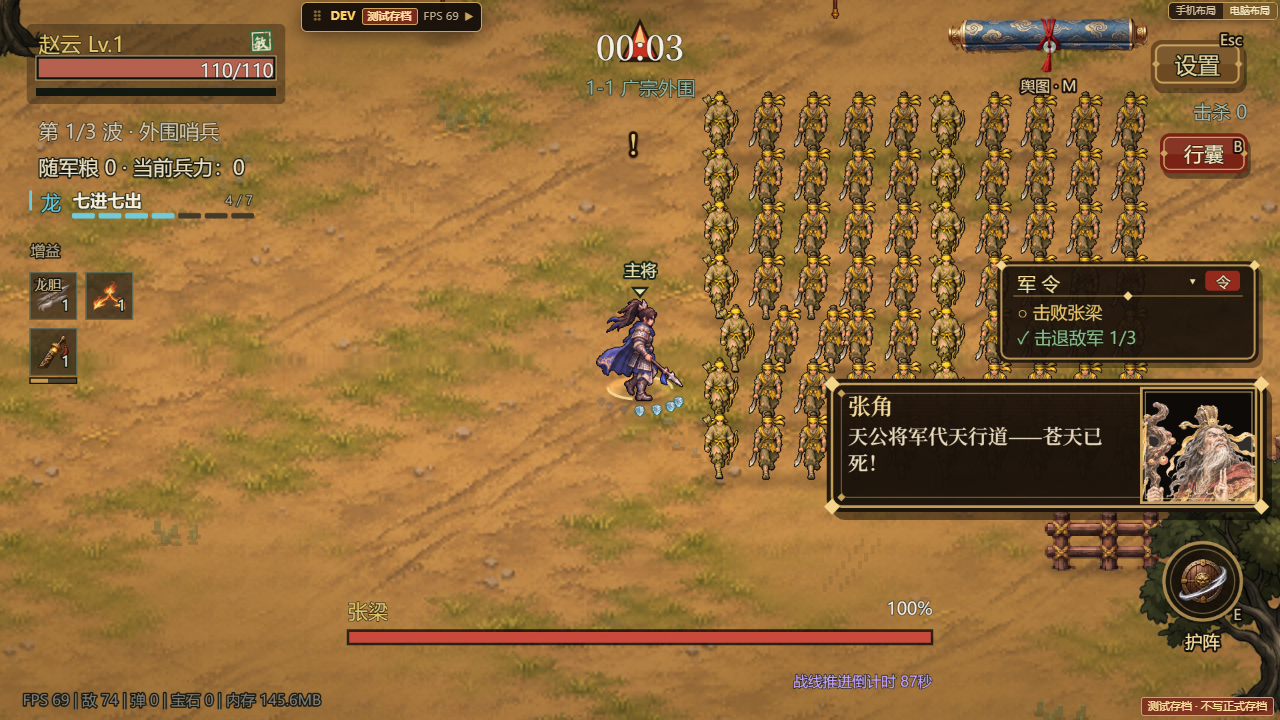 DEV 测试存档 FPS 69
手机布局 电脑布局
赵云 Lv.1
110/110
00:03
1-1 广宗外围
Esc
设置
舆图 · M
击杀 0
行囊 B
第 1/3 波 · 外围哨兵
随军粮 0 · 当前兵力: 0
龙 七进七出 4/7
增益
龙胆 1
1
1
!
主将
军令 令
击败张梁
✓ 击退敌军 1/3
张角
天公将军代天行道——苍天已
死!
E
护阵
张梁 100%
战线推进倒计时 87秒
FPS 69 | 敌 74 | 弹 0 | 宝石 0 | 内存 145.6MB
测试存档 · 不写正式存档